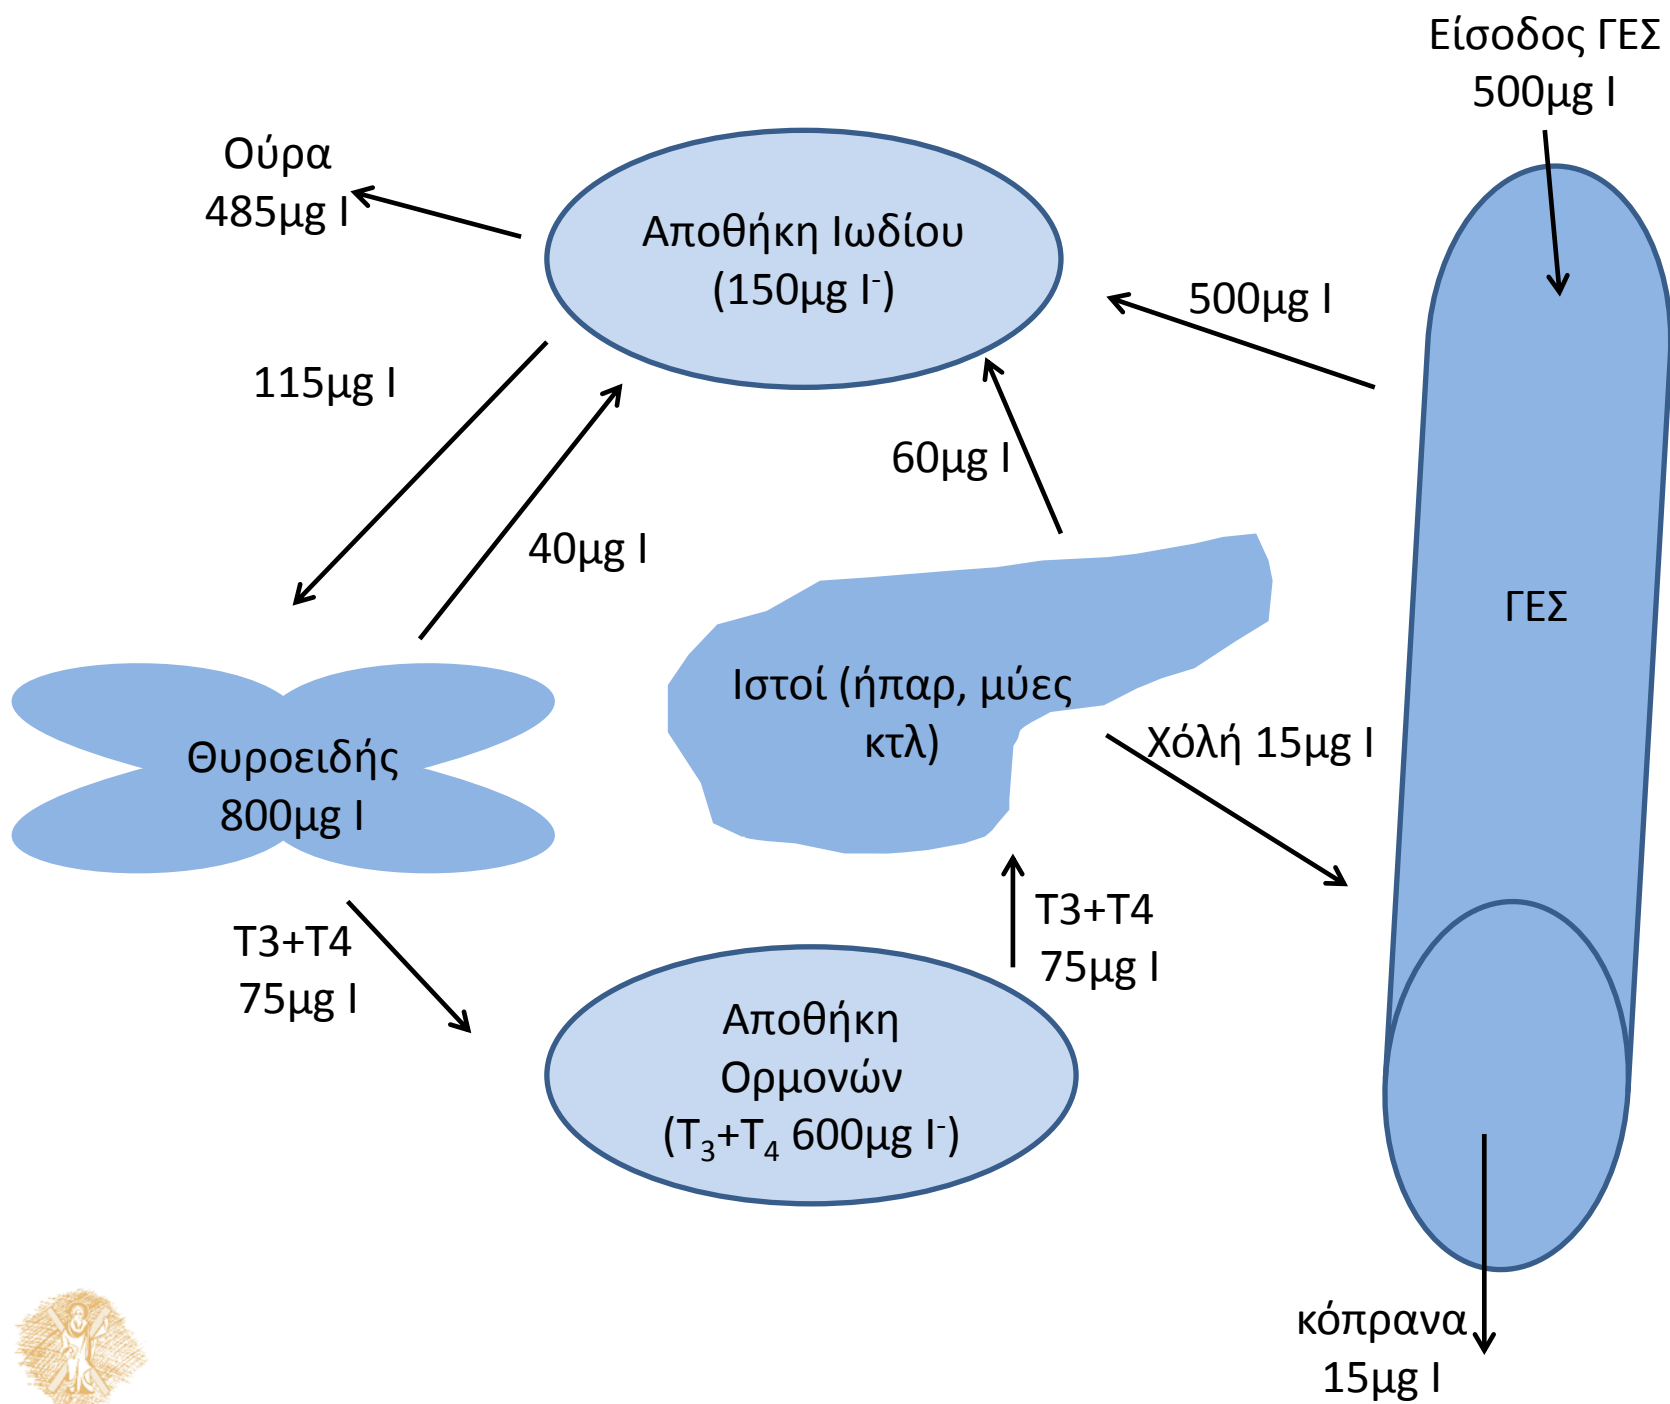 Είσοδος ΓΕΣ
500μg I
Ούρα
485μg I
Αποθήκη Ιωδίου
(150μg I⁻)
500μg I
115μg I
60μg I
40μg I
ΓΕΣ
Ιστοί (ήπαρ, μύες
κτλ)
Χόλή 15μg I
Θυροειδής
800μg I
T3+T4
75μg I
T3+T4
75μg I
Αποθήκη
Ορμονών
(T₃+T₄ 600μg I⁻)
κόπρανα
15μg I